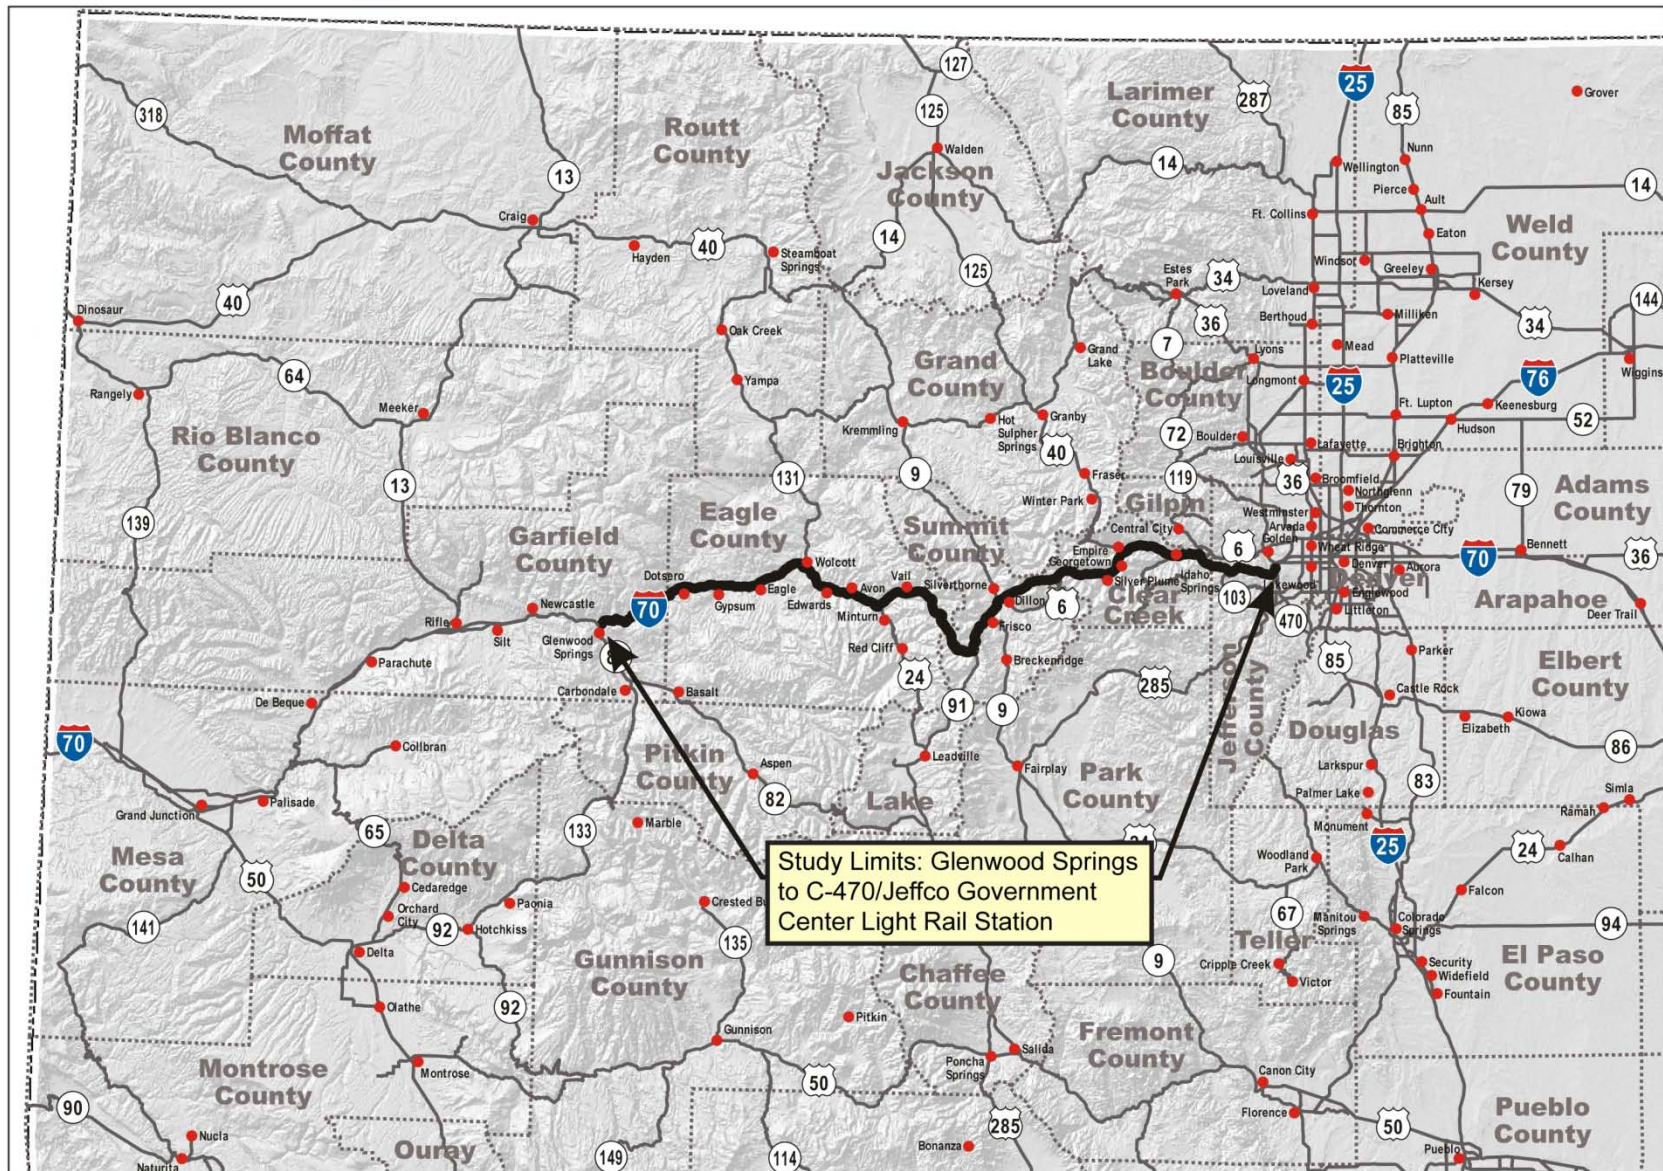 127
25
Larimer
County
287
85
Grover
318
Moffat
County
Routt
County
125
Walden
Jackson
County
Nunn
Wellington
13
14
Pierce
14
Craig
Ft. Collins
Ault
Weld
County
Hayden
40
Steamboat
Springs
14
Eaton
125
Windsor
Greeley
Estes
Park
34
Loveland
Kersey
40
Dinosaur
144
Oak Creek
36
Berthoud
Milliken
34
7
Grand
Lake
Lyons
Mead
Platteville
Grand
County
Boulder
County
64
Yampa
Longmont
25
76
Wiggins
Rangely
Meeker
Keenesburg
Ft. Lupton
Kremmling
Hot
Sulpher
Springs
Granby
52
Hudson
Rio Blanco
County
72
Boulder
Lafayette
Brighton
40
Louisville
13
131
9
Fraser
119
36
Broomfield
Northgrenn
Thornton
79
Adams
County
Winter Park
Gilpin
139
Eagle
County
Summit
County
Westminster
Garfield
County
Central City
Arvada
Commerce City
Golden
6
Empire
Wheat Ridge
70
Bennett
36
Wolcott
Georgetown
Denver
Aurora
Denver
Dotsero
Vail
Silverthorne
Silver Plume
Idaho
Springs
Eagle
Avon
Dillon
6
Clear
Creek
103
Englewood
Arapahoe
Gypsum
Edwards
Newcastle
70
Minturn
Frisco
470
Littleton
Deer Trail
Rifle
Silt
Glenwood
Springs
Red Cliff
Breckenridge
Parker
Parachute
24
85
Elbert
County
Carbondale
Basalt
285
Jefferson
County
Castle Rock
De Beque
91
9
Elizabeth
Kiowa
Douglas
70
Collbran
Pitkin
County
Aspen
Leadville
Fairplay
86
Park
County
Larkspur
83
82
Lake
Palmer Lake
Simla
Grand Junction
Palisade
Ramah
65
133
Marble
Monument
Delta
County
25
24
Mesa
County
Study Limits: Glenwood Springs
to C-470/Jeffco Government
Center Light Rail Station
Woodland
Park
Calhan
50
Cedaredge
Falcon
Paonia
67
Orchard
City
Manitou
Springs
Colorado
Springs
141
92
Hotchkiss
94
135
Teller
Delta
9
Cripple Creek
Security
El Paso
County
Gunnison
County
Chaffee
County
Widefield
Victor
Fountain
92
Olathe
Pitkin
Gunnison
Fremont
County
Salida
Poncha
Springs
Montrose
Montrose
County
50
Canon City
90
Florence
Pueblo
County
285
50
Nucla
Ouray
Bonanza
Pueblo
Naturita
149
114